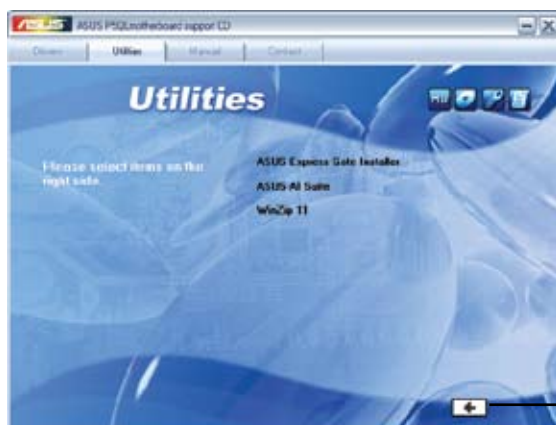 ASUS ASUS P5QL motherboard support CD
Drivers Utilities Manual Contact
Utilities
Please select items on the
right side.
ASUS Express Gate Installer
ASUS AI Suite
WinZip 11